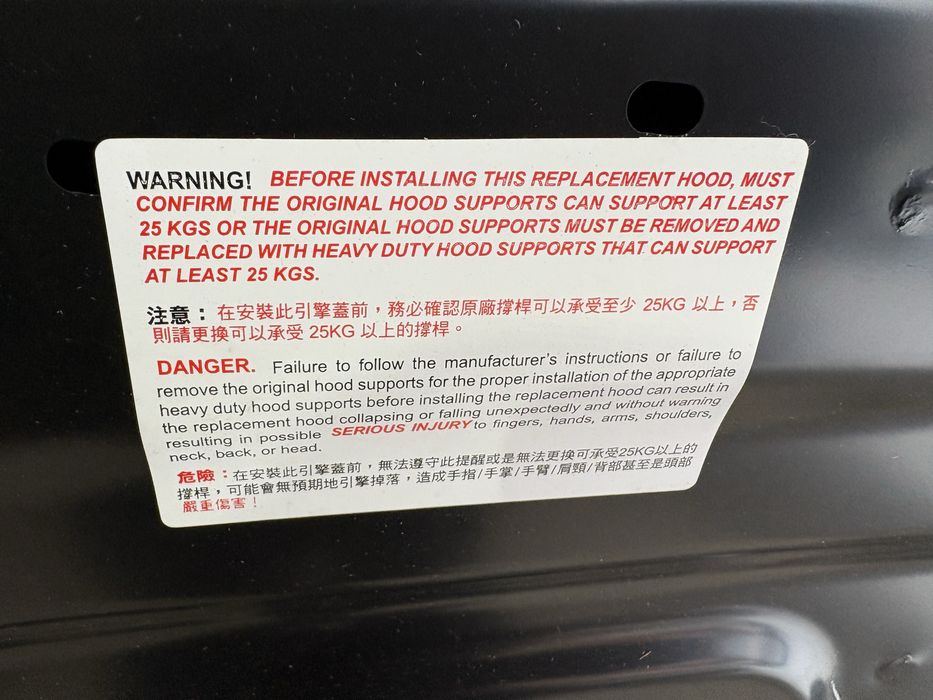 WARNING! BEFORE INSTALLING THIS REPLACEMENT HOOD, MUST
CONFIRM THE ORIGINAL HOOD SUPPORTS CAN SUPPORT AT LEAST
25 KGS OR THE ORIGINAL HOOD SUPPORTS MUST BE REMOVED AND
REPLACED WITH HEAVY DUTY HOOD SUPPORTS THAT CAN SUPPORT
AT LEAST 25 KGS.
注意：在安裝此引擎蓋前，務必確認原廠撐桿可以承受至少 25KG 以上，否
則請更換可以承受 25KG 以上的撐桿。
DANGER. Failure to follow the manufacturer's instructions or failure to
remove the original hood supports for the proper installation of the appropriate
heavy duty hood supports before installing the replacement hood can result in
the replacement hood collapsing or falling unexpectedly and without warning
resulting in possible SERIOUS INJURY to fingers, hands, arms, shoulders,
neck, back, or head.
危險：在安裝此引擎蓋前，無法遵守此提醒或是無法更換可承受25KG以上的
撐桿，可能會無預期地引擎掉落，造成手指/手掌/手臂/肩頸/背部甚至是頭部
嚴重傷害！